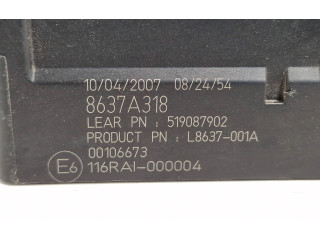 10/04/2007 08/24/54
8637A318
LEAR PN : 519087902
PRODUCT PN : L8637-001A
00106673
E6 116RAI-000004